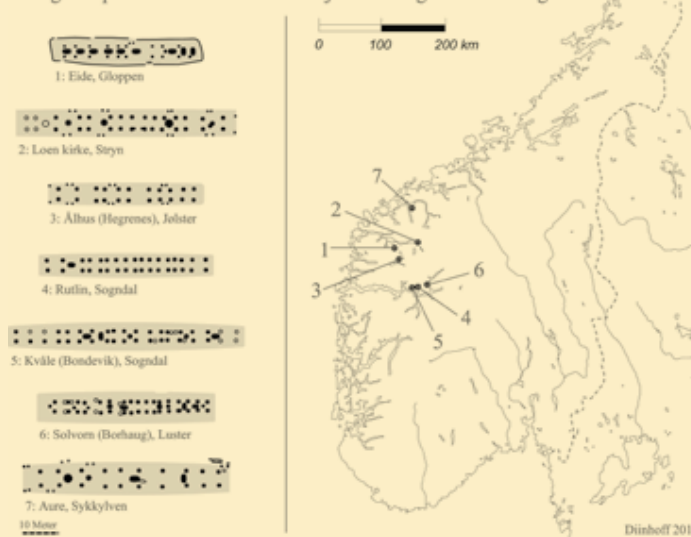 1: Eide, Gloppen
2: Loen kirke, Stryn
3: Ålhus (Hegrenes), Jølster
4: Rutlin, Sogndal
5: Kvåle (Bondevik), Sogndal
6: Solvorn (Borhaug), Luster
7: Aure, Sykkylven
10 Meter
0 100 200 km
7
2
1
3
6
4
5
Diinhoff 201